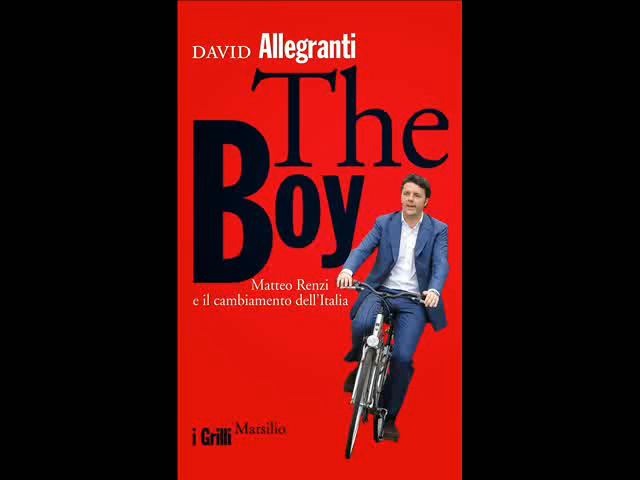 DAVID Allegranti
The
Boy
Matteo Renzi
e il cambiamento dell'Italia
i Grilli Marsilio